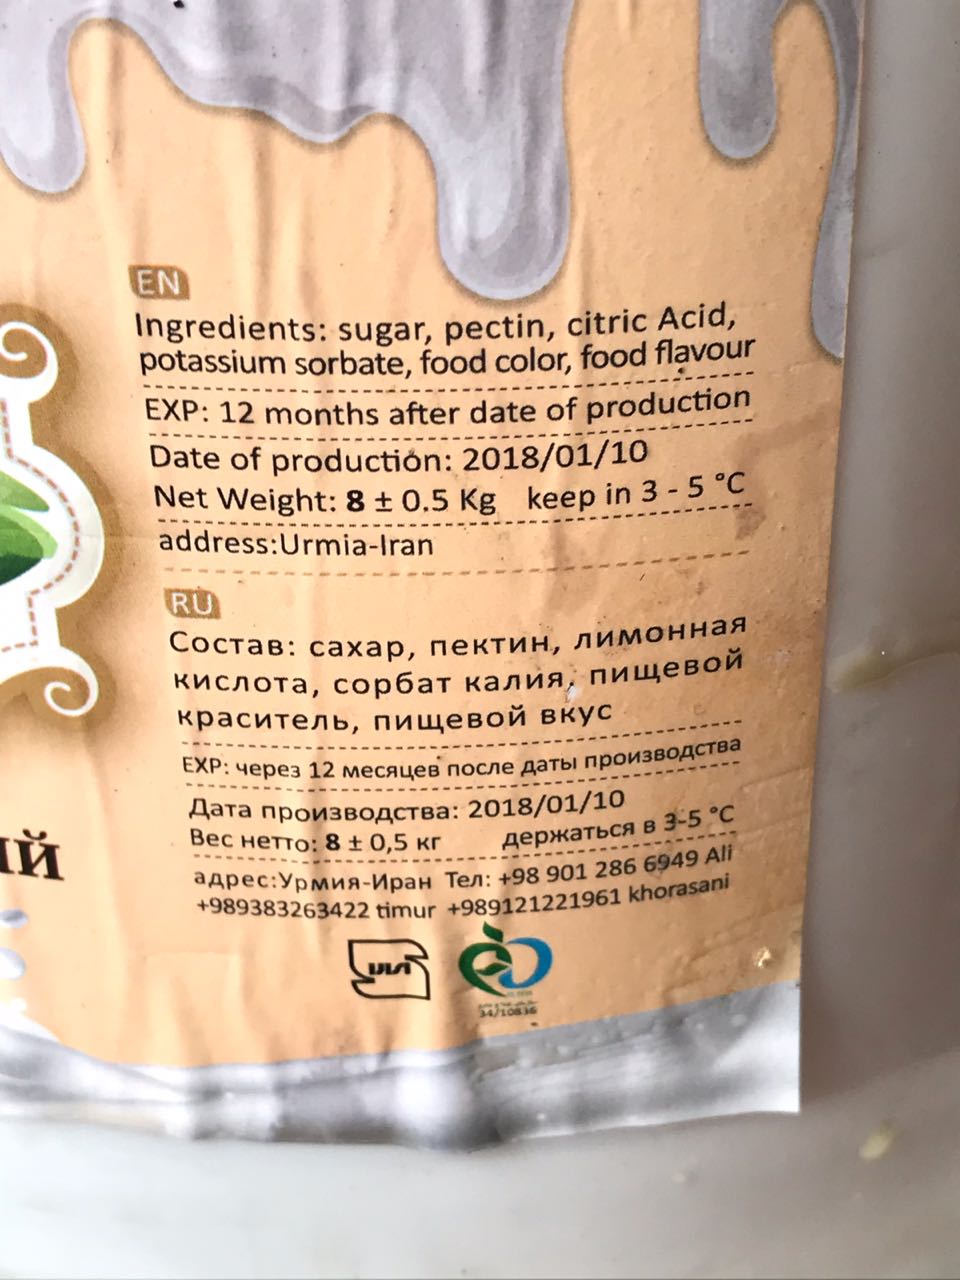 EN
Ingredients: sugar, pectin, citric Acid,
potassium sorbate, food color, food flavour
EXP: 12 months after date of production
Date of production: 2018/01/10
Net Weight: 8 ± 0.5 Kg keep in 3 - 5 °C
address:Urmia-Iran
RU
Состав: сахар, пектин, лимонная
кислота, сорбат калия, пищевой
краситель, пищевой вкус
EXP: через 12 месяцев после даты производства
Дата производства: 2018/01/10
Вес нетто: 8 ± 0,5 кг держаться в 3-5 °C
адрес:Урмия-Иран Тел: +98 901 286 6949 Ali
+989383263422 timur +989121221961 khorasani
ий
34/10836